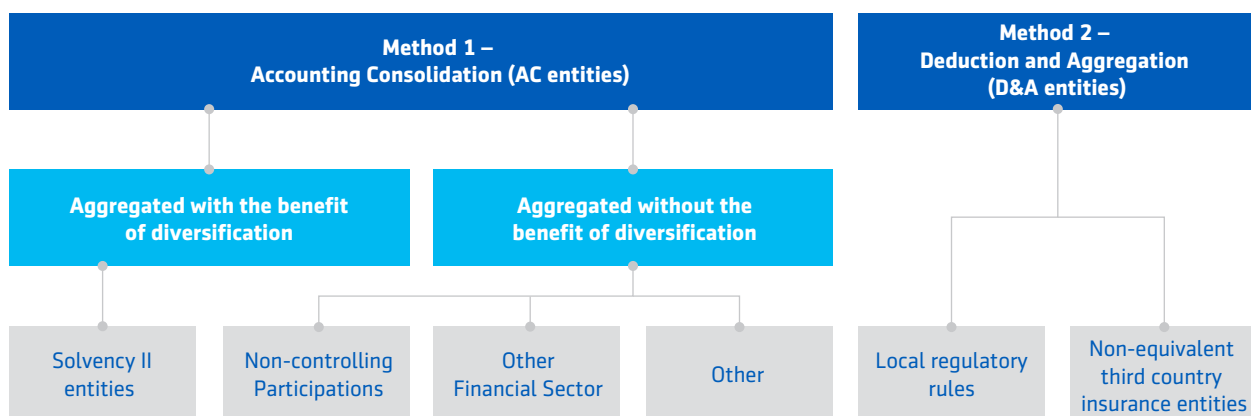 Method 1 –
Accounting Consolidation (AC entities)
Method 2 –
Deduction and Aggregation
(D&A entities)
Aggregated with the benefit
of diversification
Aggregated without the
benefit of diversification
Solvency II
entities
Non-controlling
Participations
Other
Financial Sector
Other
Local regulatory
rules
Non-equivalent
third country
insurance entities